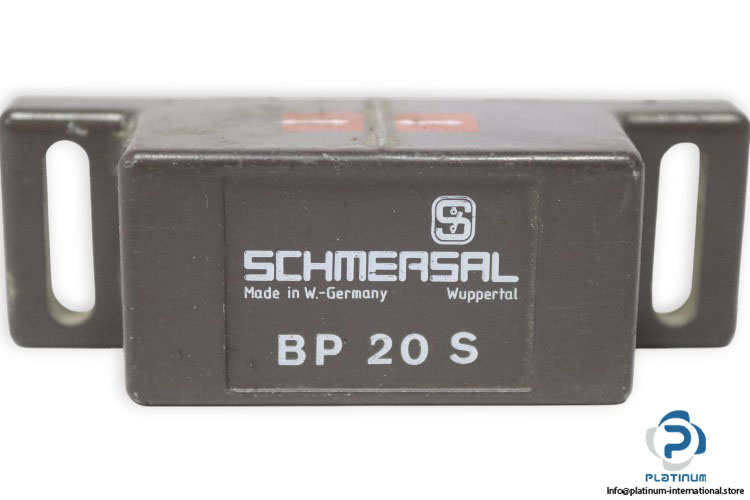 SCHMERSAL
Made in W.-Germany Wuppertal
BP 20 S
PLATINUM
Info@platinum-international.store